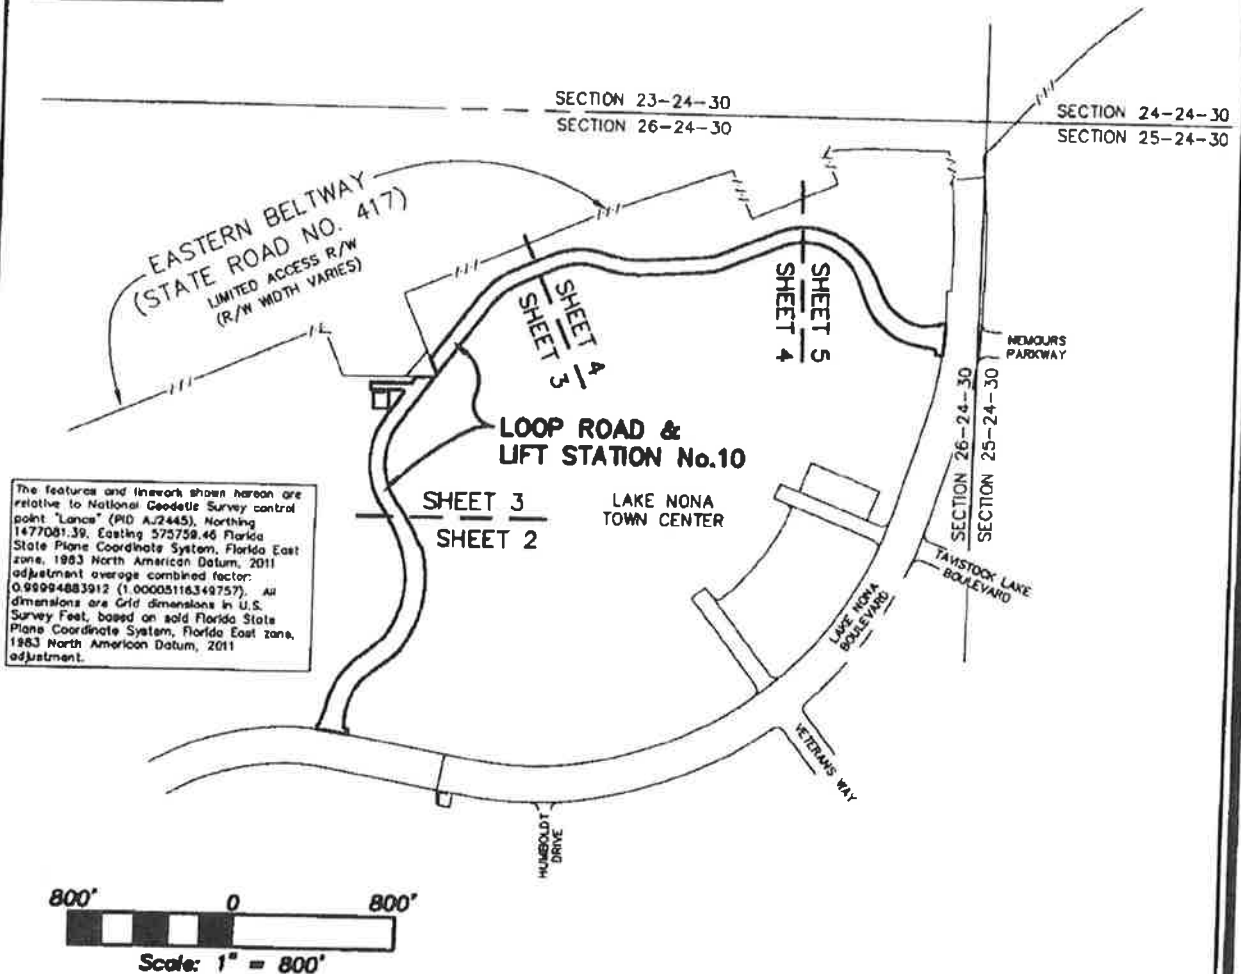 SECTION 23-24-30
SECTION 26-24-30
SECTION 24-24-30
SECTION 25-24-30
EASTERN BELTWAY
(STATE ROAD NO. 417)
LIMITED ACCESS R/W
(R/W WIDTH VARIES)
SHEET 4
SHEET 3
SHEET 5
SHEET 4
NEMOURS
PARKWAY
SECTION 26-24-30
SECTION 25-24-30
LOOP ROAD &
LIFT STATION No.10
SHEET 3
SHEET 2
LAKE NONA
TOWN CENTER
The features and linework shown hereon are
relative to National Geodetic Survey control
point "Lance" (PID AJ2445), Northing
1477081.39, Easting 575759.46 Florida
State Plane Coordinate System, Florida East
zone, 1983 North American Datum, 2011
adjustment average combined factor:
0.99994883912 (1.00005116349757). All
dimensions are Grid dimensions in U.S.
Survey Feet, based on said Florida State
Plane Coordinate System, Florida East zone,
1983 North American Datum, 2011
adjustment.
TAVISTOCK LAKE
BOULEVARD
LAKE NONA
BOULEVARD
VETERANS WAY
HUMBOLDT
DRIVE
800' 0 800'
Scale: 1" = 800'